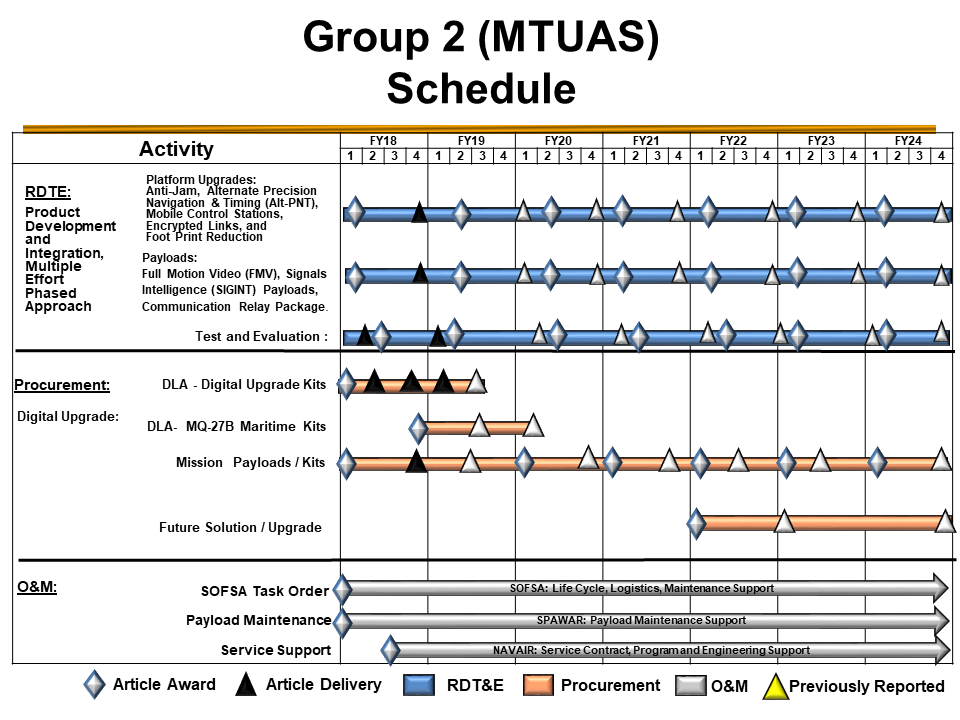 Group 2 (MTUAS)
Schedule
Activity
FY18 FY19 FY20 FY21 FY22 FY23 FY24
1 2 3 4 1 2 3 4 1 2 3 4 1 2 3 4 1 2 3 4 1 2 3 4 1 2 3 4
RDTE:
Product
Development
and
Integration,
Multiple
Effort
Phased
Approach
Platform Upgrades:
Anti-Jam, Alternate Precision
Navigation & Timing (Alt-PNT),
Mobile Control Stations,
Encrypted Links, and
Foot Print Reduction
Payloads:
Full Motion Video (FMV), Signals
Intelligence (SIGINT) Payloads,
Communication Relay Package.
Test and Evaluation :
Procurement:
DLA - Digital Upgrade Kits
Digital Upgrade:
DLA- MQ-27B Maritime Kits
Mission Payloads / Kits
Future Solution / Upgrade
O&M:
SOFSA Task Order
SOFSA: Life Cycle, Logistics, Maintenance Support
Payload Maintenance
SPAWAR: Payload Maintenance Support
Service Support
NAVAIR: Service Contract, Program and Engineering Support
Article Award Article Delivery RDT&E Procurement O&M Previously Reported